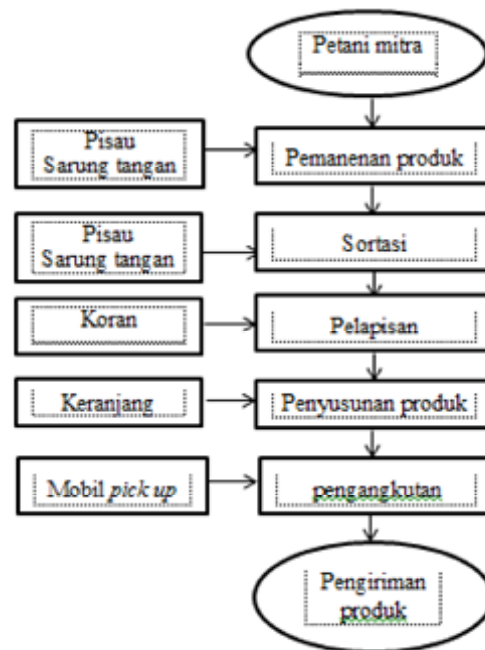 Petani mitra
Pisau
Sarung tangan
Pemanenan produk
Pisau
Sarung tangan
Sortasi
Koran
Pelapisan
Keranjang
Penyusunan produk
Mobil pick up
pengangkutan
Pengiriman
produk